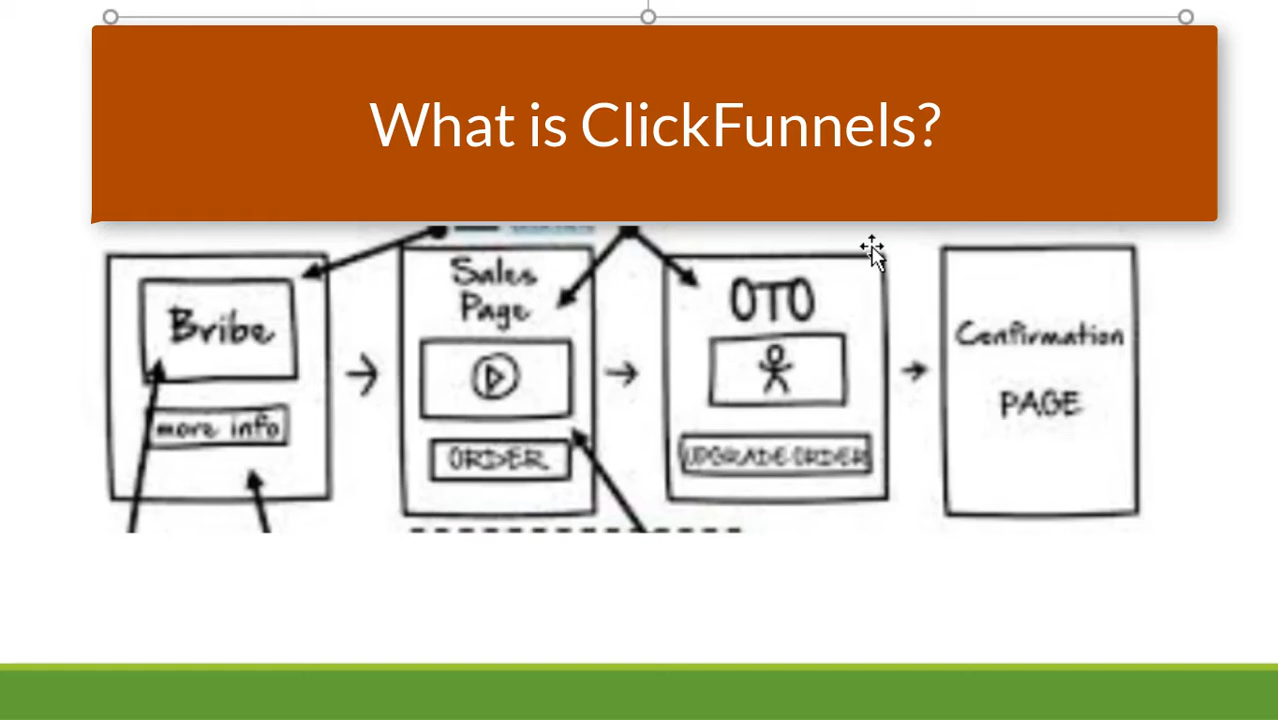 What is ClickFunnels?
Bribe
more info
Sales
Page
ORDER
OTO
UPGRADE ORDER
Confirmation
PAGE